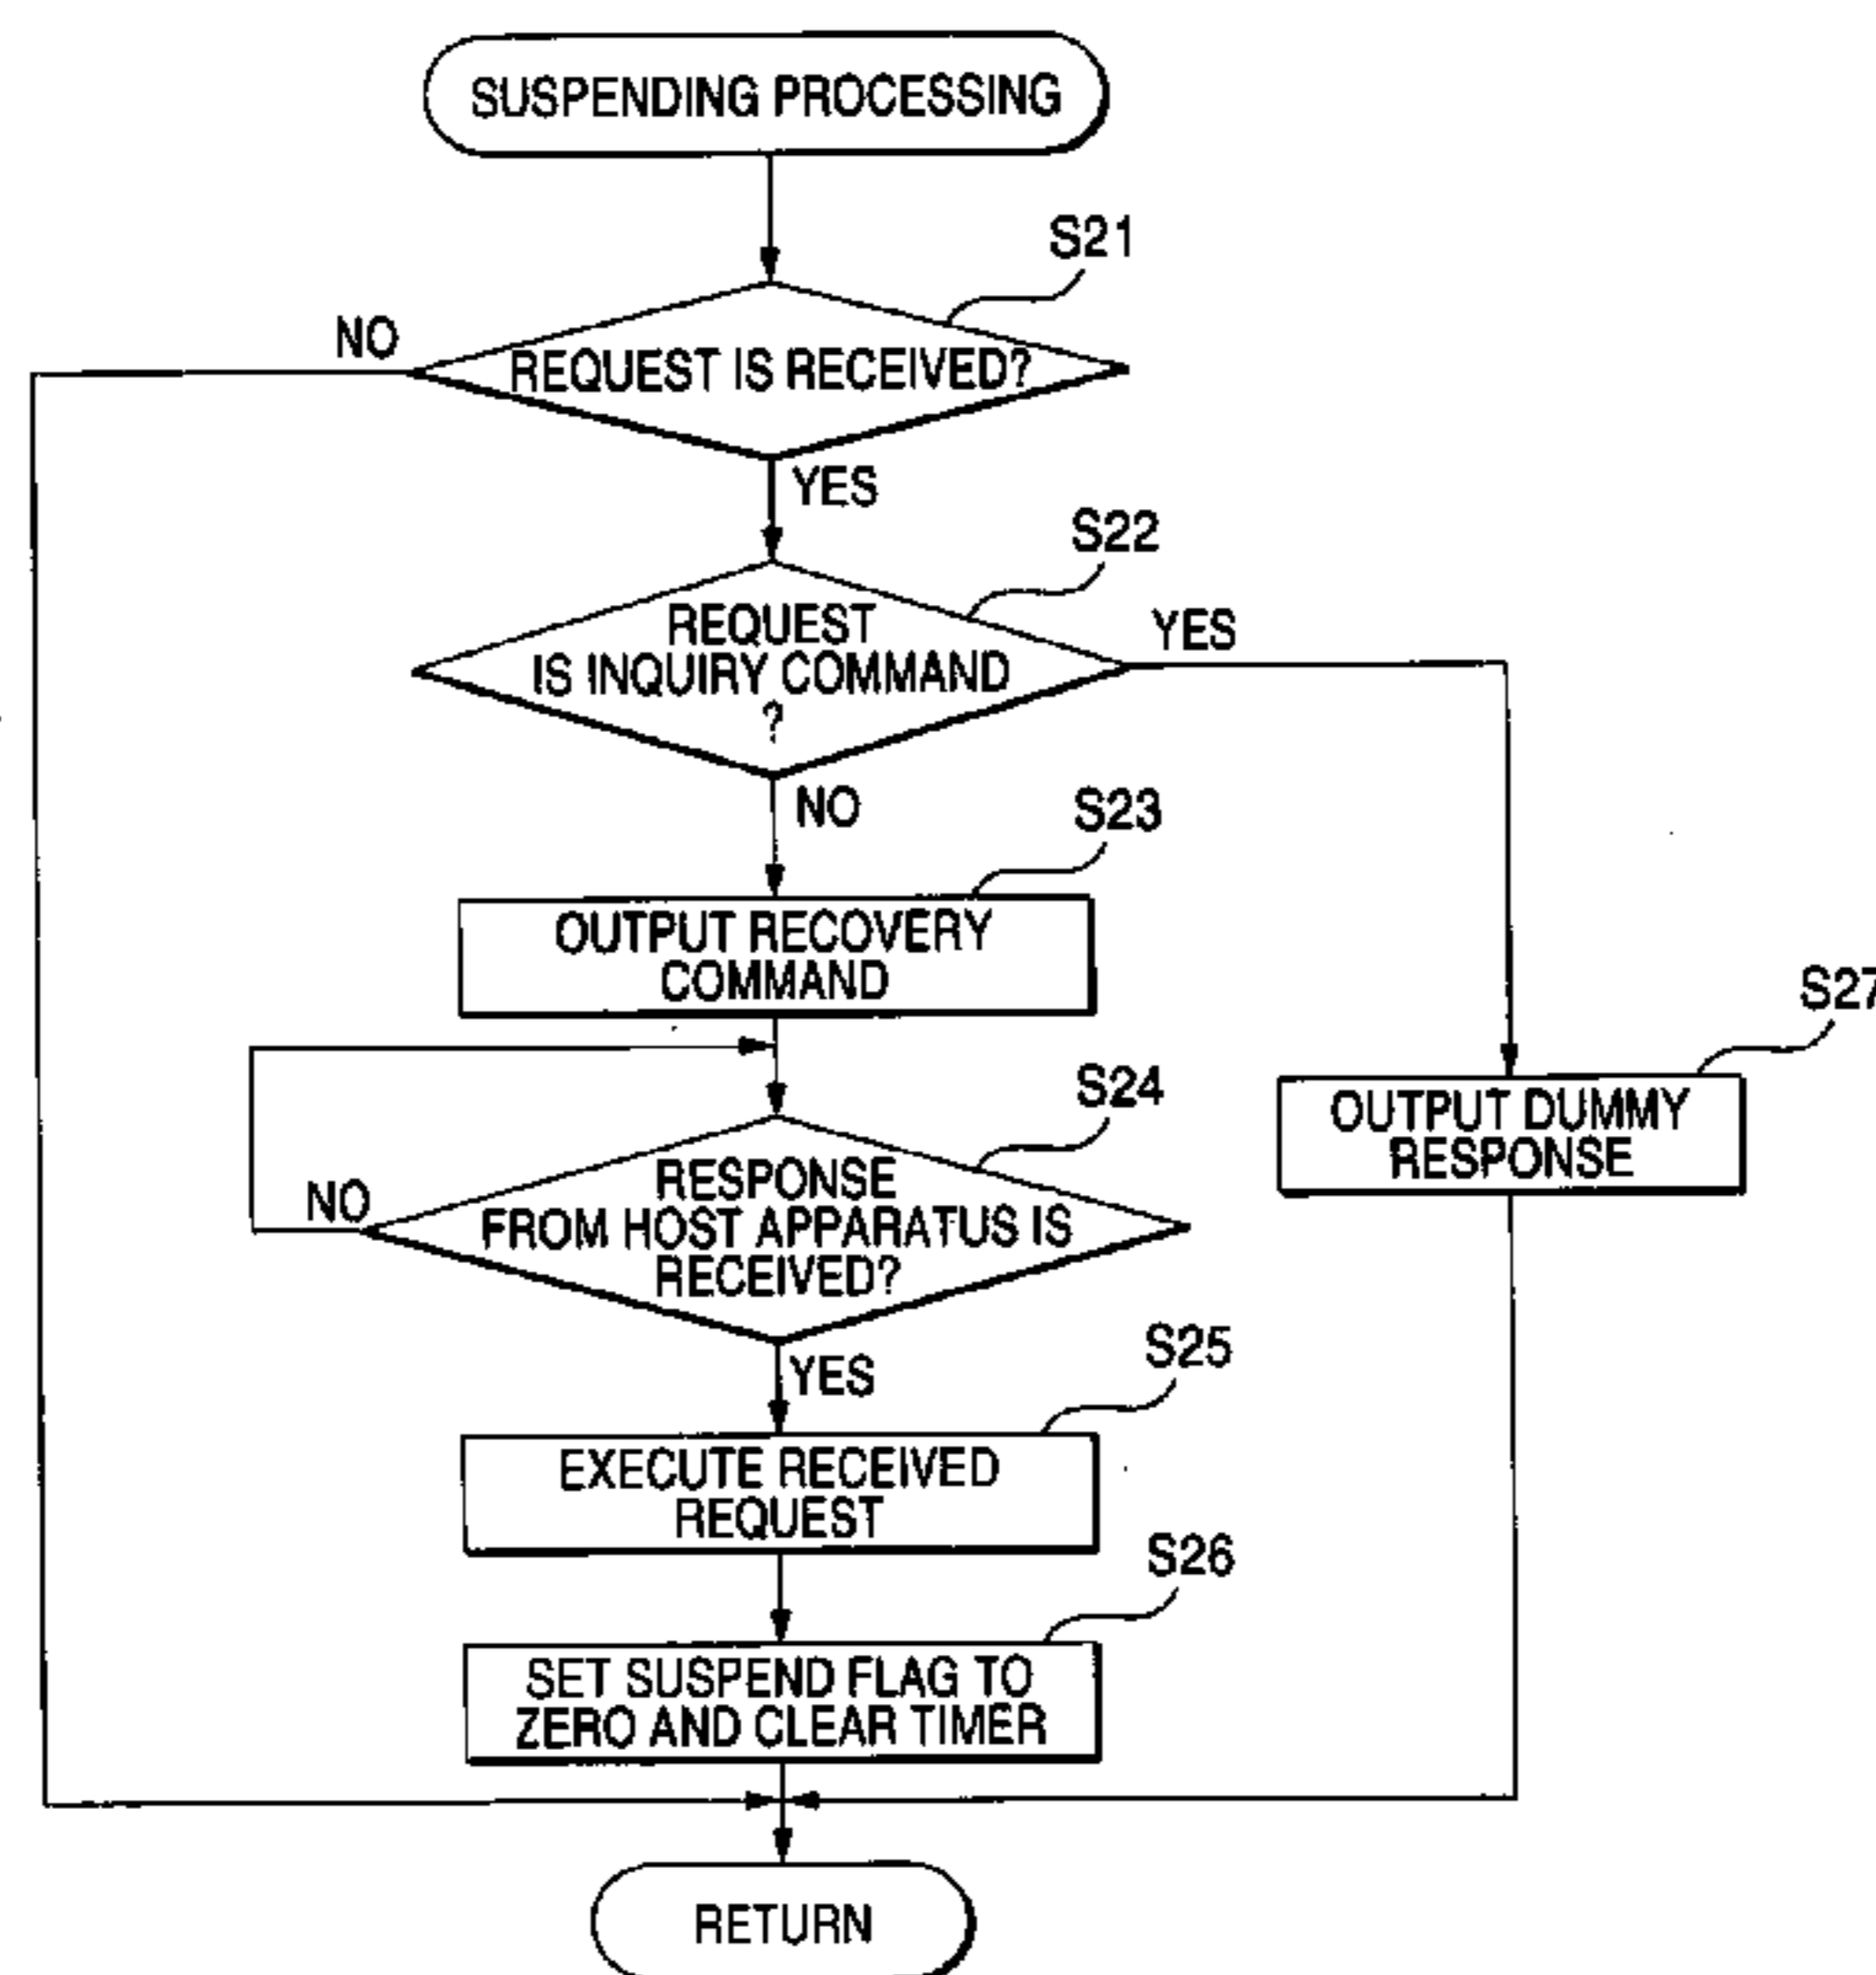 SUSPENDING PROCESSING
S21
NO
REQUEST IS RECEIVED?
YES
S22
REQUEST
IS INQUIRY COMMAND
?
YES
NO
S23
OUTPUT RECOVERY
COMMAND
S27
S24
OUTPUT DUMMY
RESPONSE
RESPONSE
FROM HOST APPARATUS IS
RECEIVED?
NO
YES
S25
EXECUTE RECEIVED
REQUEST
S26
SET SUSPEND FLAG TO
ZERO AND CLEAR TIMER
RETURN